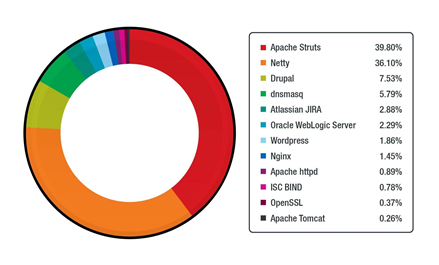 Apache Struts 39.80%
Netty 36.10%
Drupal 7.53%
dnsmasq 5.79%
Atlassian JIRA 2.88%
Oracle WebLogic Server 2.29%
Wordpress 1.86%
Nginx 1.45%
Apache httpd 0.89%
ISC BIND 0.78%
OpenSSL 0.37%
Apache Tomcat 0.26%